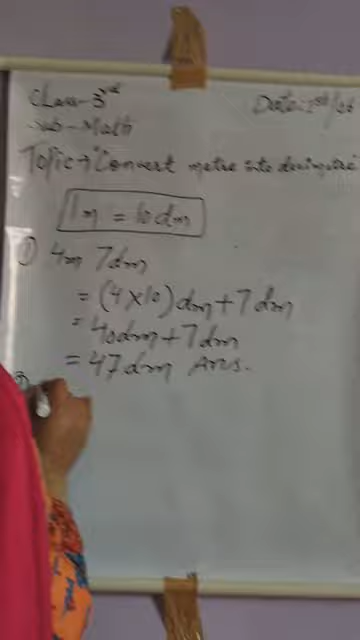 Class-3rd
Sub-Math
Topic→Convert metre into decimetre
1m = 10dm
① 4m 7dm
= (4×10)dm+7dm
= 40dm+7dm
= 47dm Ans.